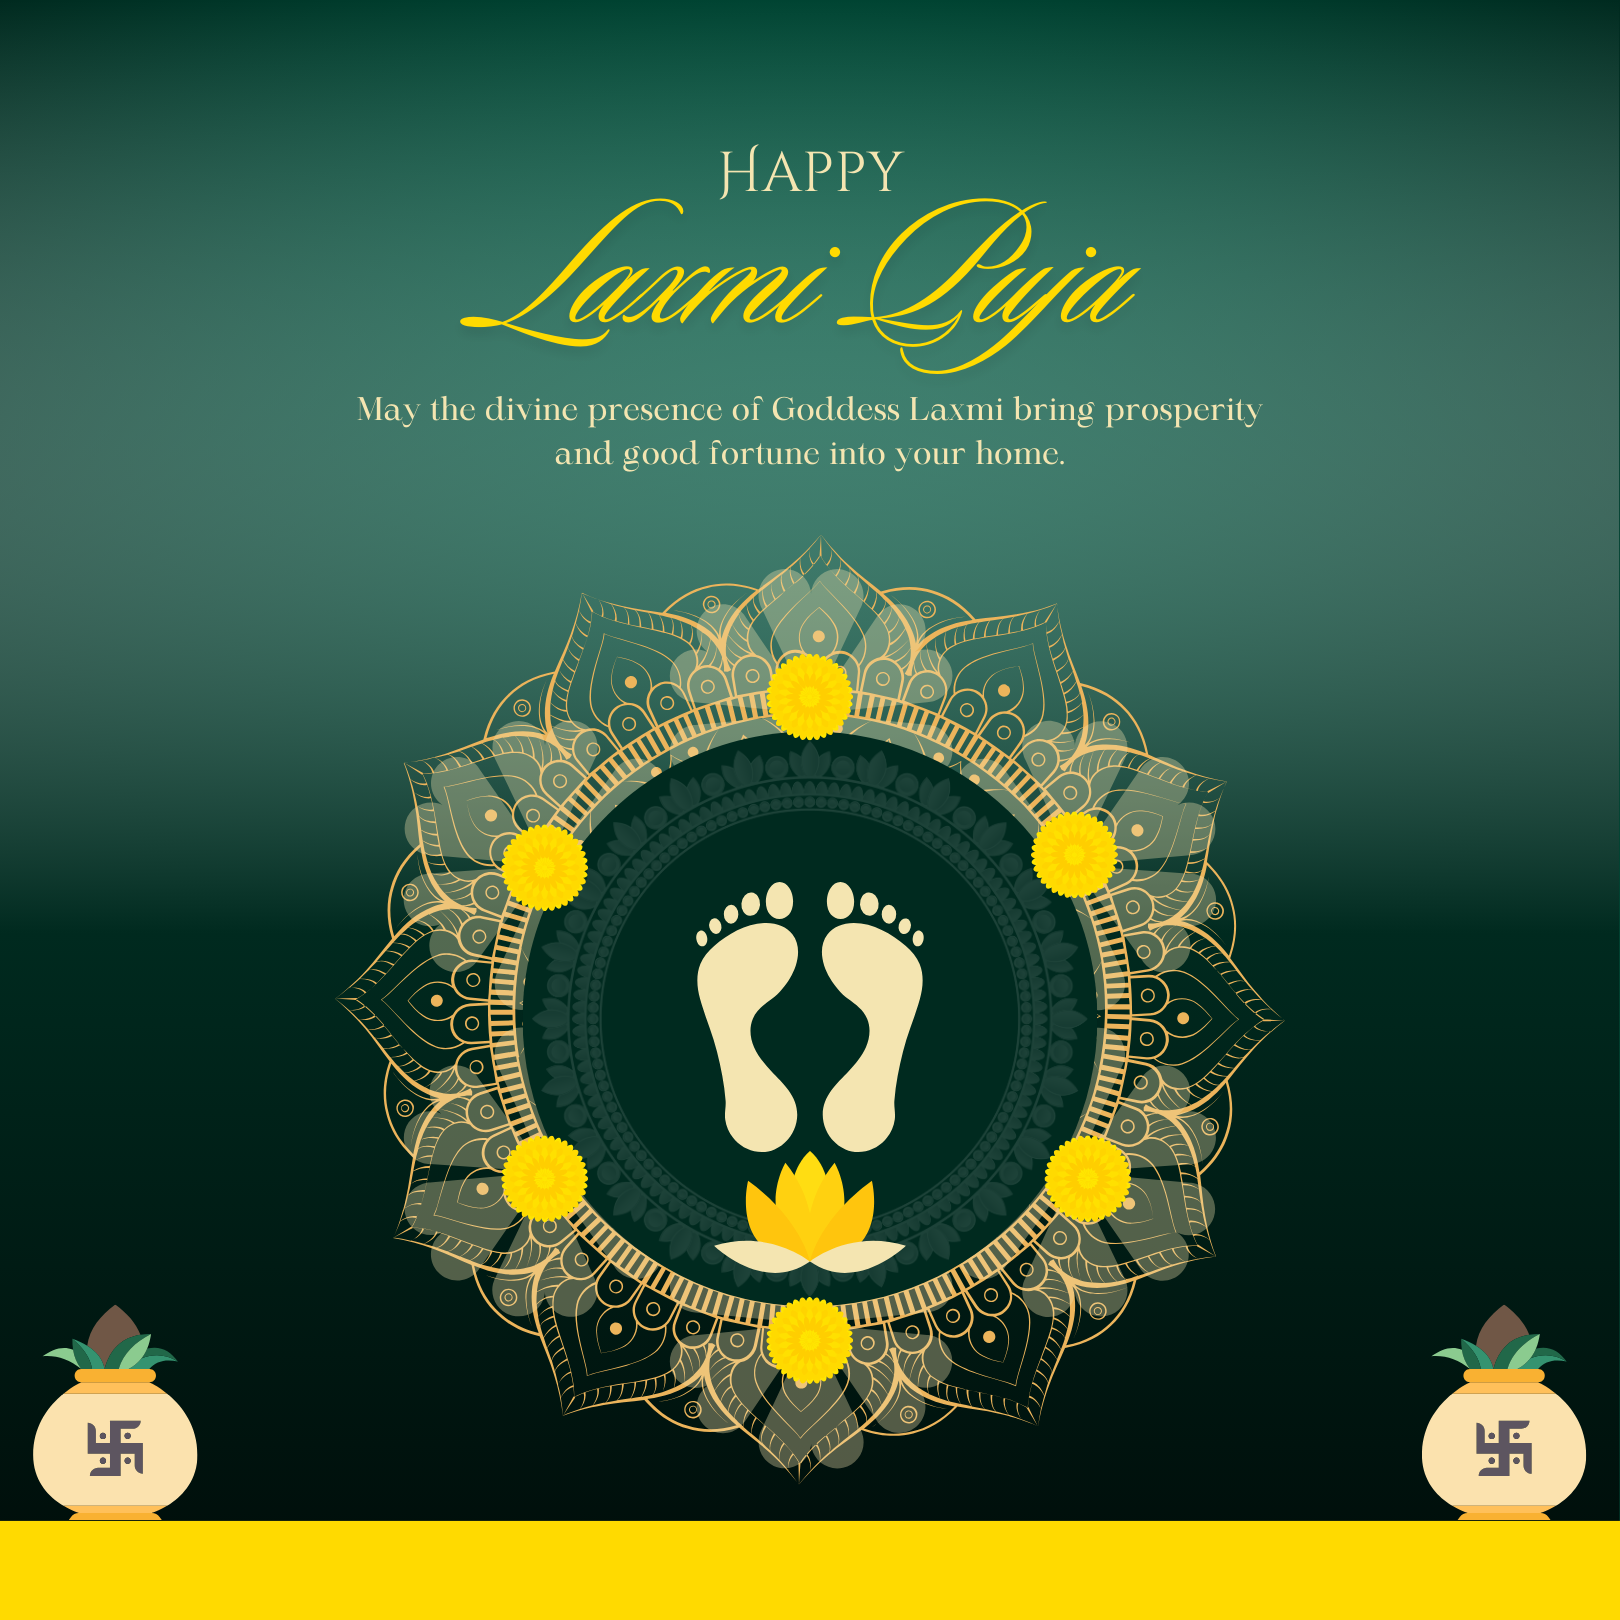 Happy
Laxmi Puja
May the divine presence of Goddess Laxmi bring prosperity
and good fortune into your home.